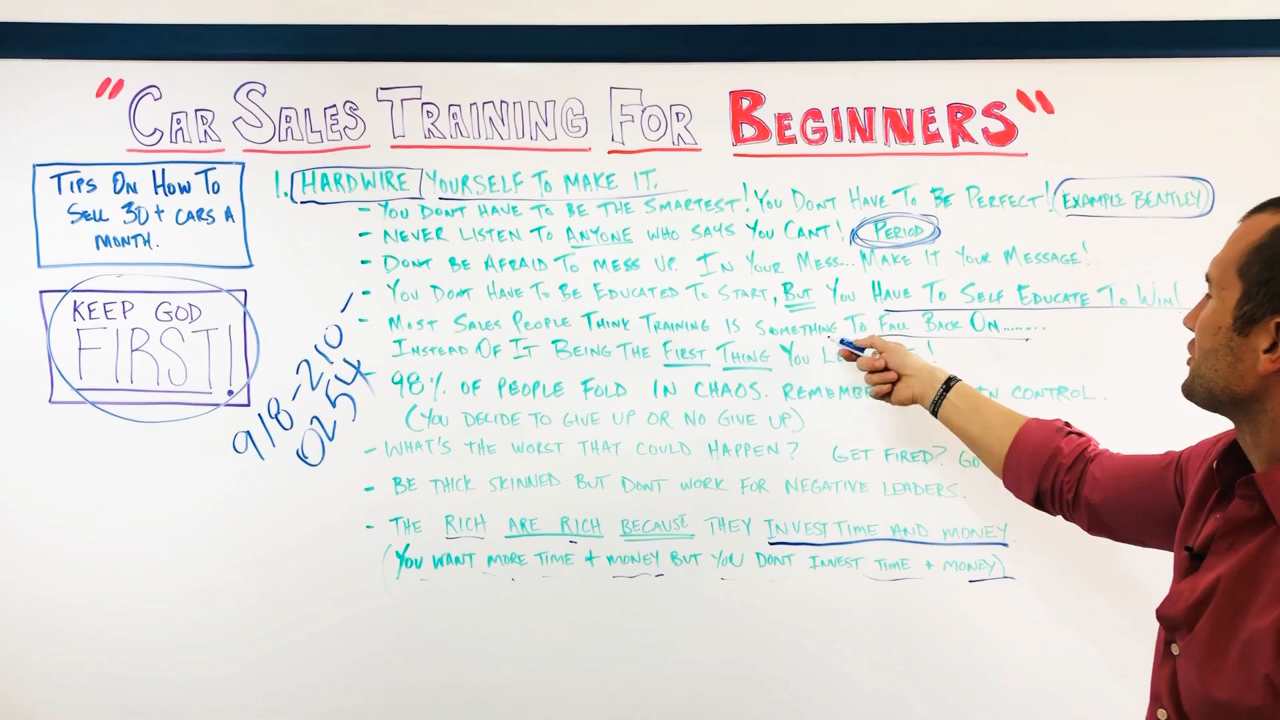 "CAR SALES TRAINING FOR BEGINNERS"
TIPS ON HOW TO
SELL 30+ CARS A
MONTH.
KEEP GOD
FIRST!
918-210-
0254
1. HARDWIRE YOURSELF TO MAKE IT.
- YOU DONT HAVE TO BE THE SMARTEST! YOU DONT HAVE TO BE PERFECT! (EXAMPLE BENTLEY)
- NEVER LISTEN TO ANYONE WHO SAYS YOU CANT! PERIOD
- DONT BE AFRAID TO MESS UP. IN YOUR MESS... MAKE IT YOUR MESSAGE!
- YOU DONT HAVE TO BE EDUCATED TO START, BUT YOU HAVE TO SELF EDUCATE TO WIN!
- MOST SALES PEOPLE THINK TRAINING IS SOMETHING TO FALL BACK ON........
INSTEAD OF IT BEING THE FIRST THING YOU !
98% OF PEOPLE FOLD IN CHAOS. CONTROL.
(YOU DECIDE TO GIVE UP OR NO GIVE UP)
- WHAT'S THE WORST THAT COULD HAPPEN? GET FIRED?
- BE THICK SKINNED BUT DONT WORK FOR NEGATIVE LEADERS.
- THE RICH ARE RICH BECAUSE THEY INVEST TIME AND MONEY
(YOU WANT MORE TIME + MONEY BUT YOU DONT INVEST TIME + MONEY)